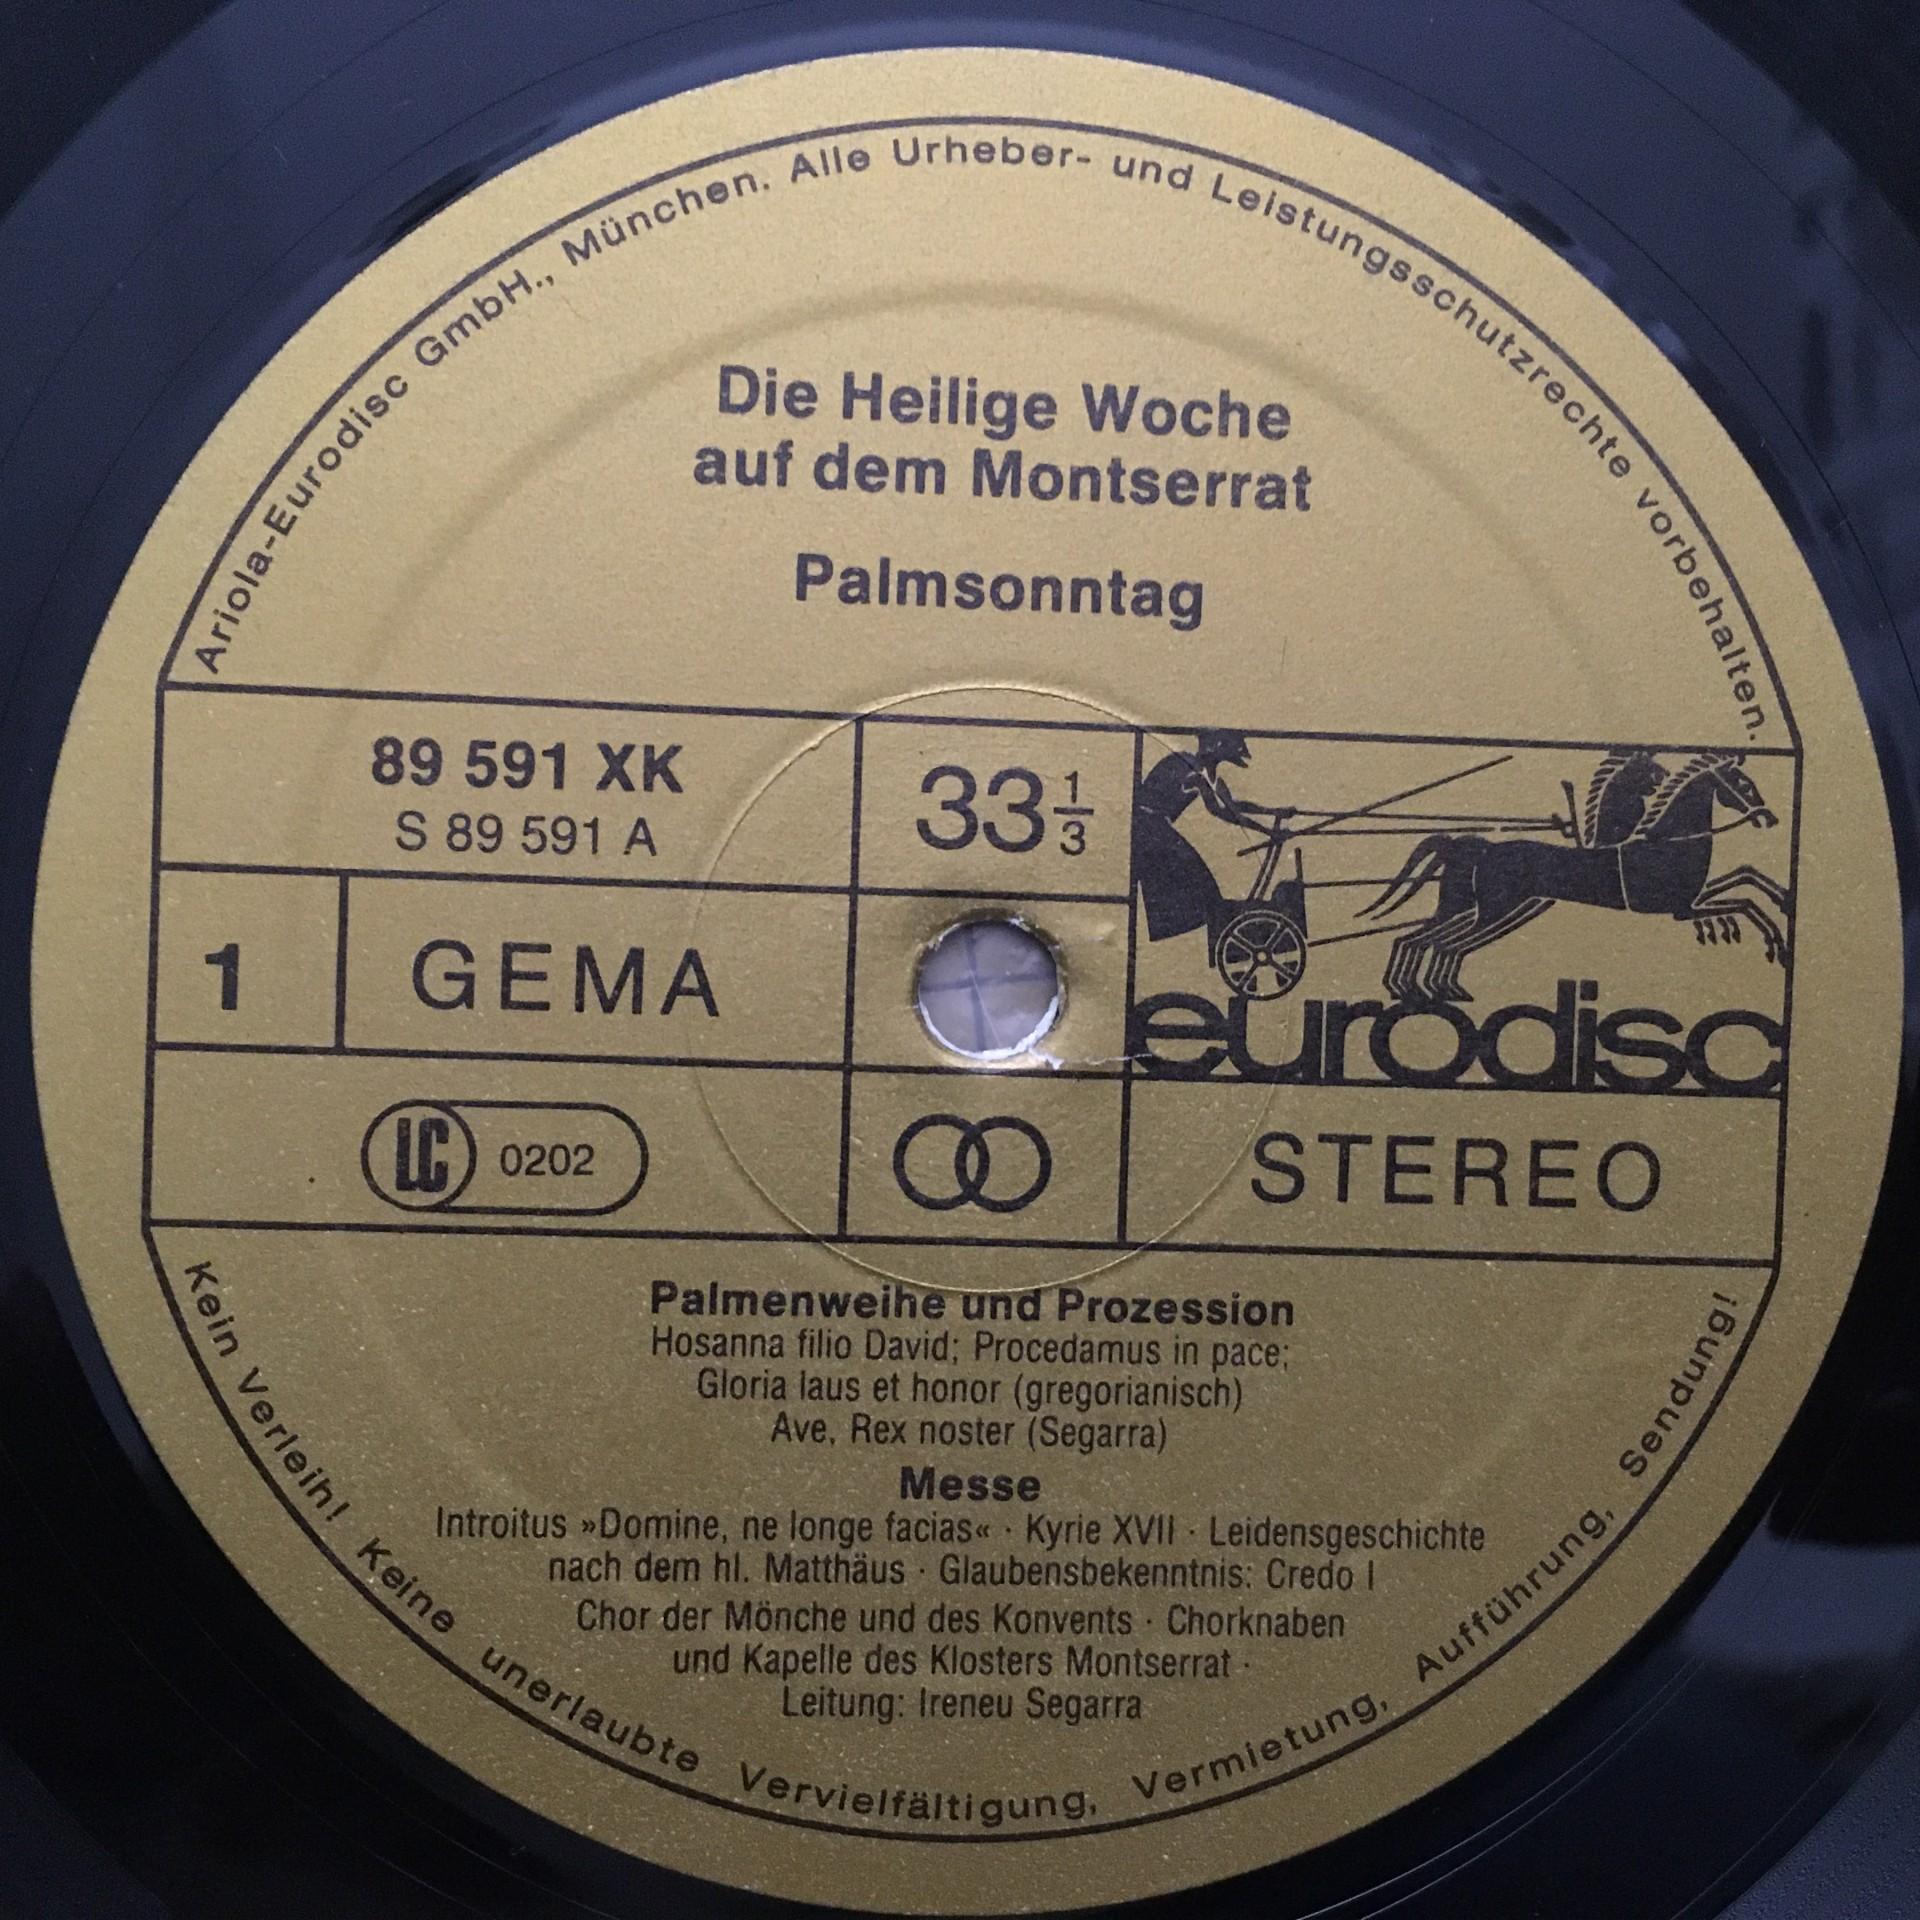 Ariola-Eurodisc GmbH., München. Alle Urheber- und Leistungsschutzrechte vorbehalten.
Die Heilige Woche
auf dem Montserrat
Palmsonntag
89 591 XK
S 89 591 A
33 1/3
1
GEMA
eurodisc
LC 0202
STEREO
Palmenweihe und Prozession
Hosanna filio David; Procedamus in pace;
Gloria laus et honor (gregorianisch)
Ave, Rex noster (Segarra)
Messe
Introitus »Domine, ne longe facias« · Kyrie XVII · Leidensgeschichte
nach dem hl. Matthäus · Glaubensbekenntnis: Credo I
Chor der Mönche und des Konvents · Chorknaben
und Kapelle des Klosters Montserrat ·
Leitung: Ireneu Segarra
Kein Verleih! Keine unerlaubte Vervielfältigung, Vermietung, Aufführung, Sendung!